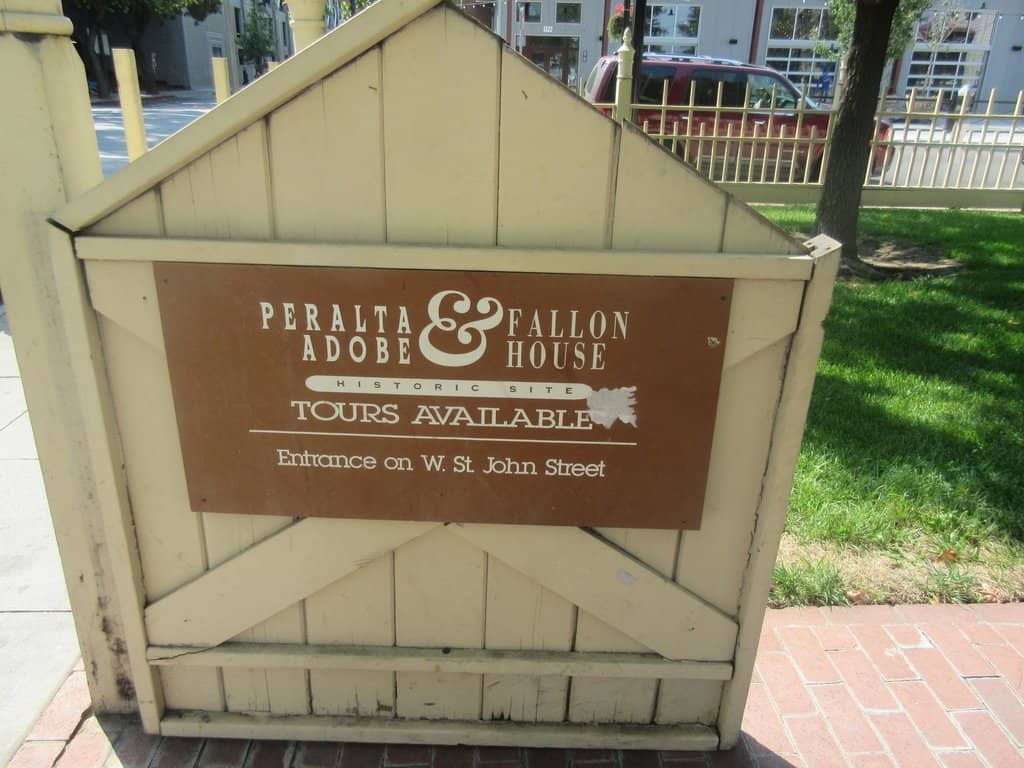 PERALTA & FALLON
ADOBE HOUSE
HISTORIC SITE
TOURS AVAILABLE
Entrance on W. St. John Street